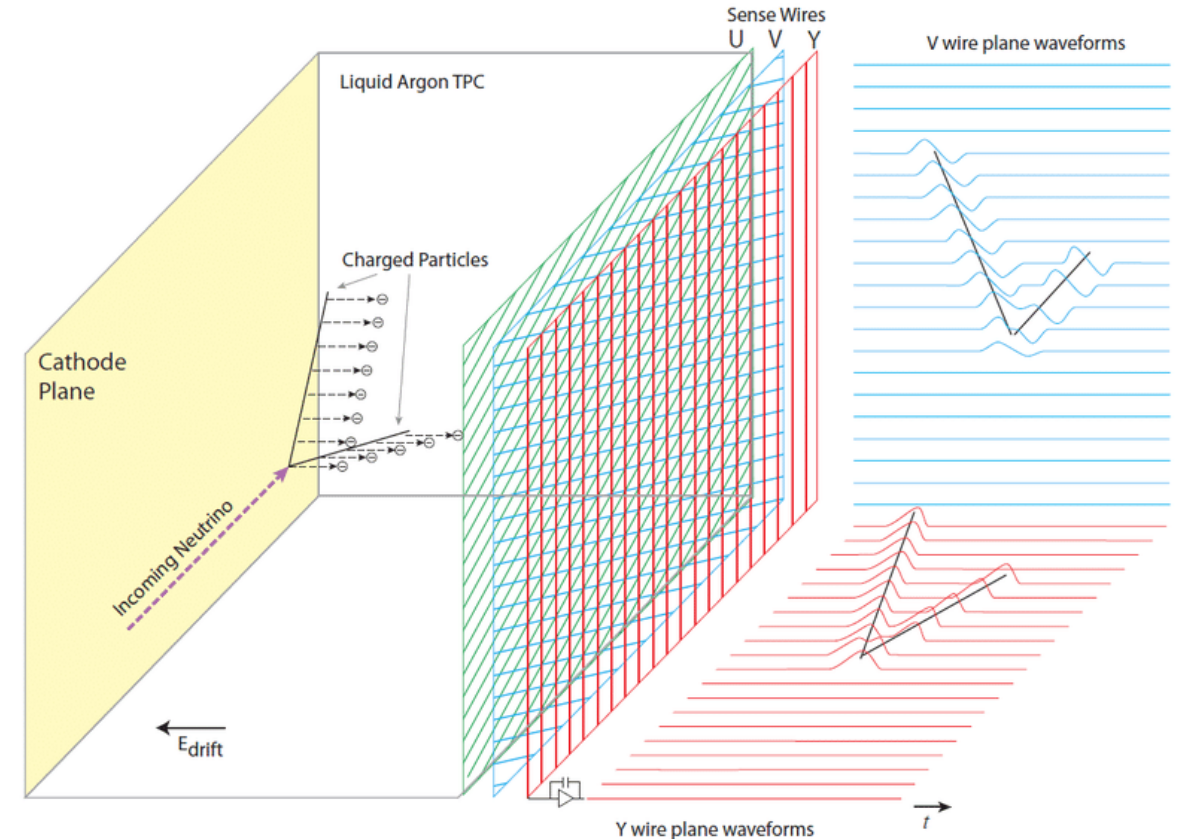 Sense Wires
U V Y
V wire plane waveforms
Liquid Argon TPC
Charged Particles
Cathode
Plane
Incoming Neutrino
Edrift
t
Y wire plane waveforms